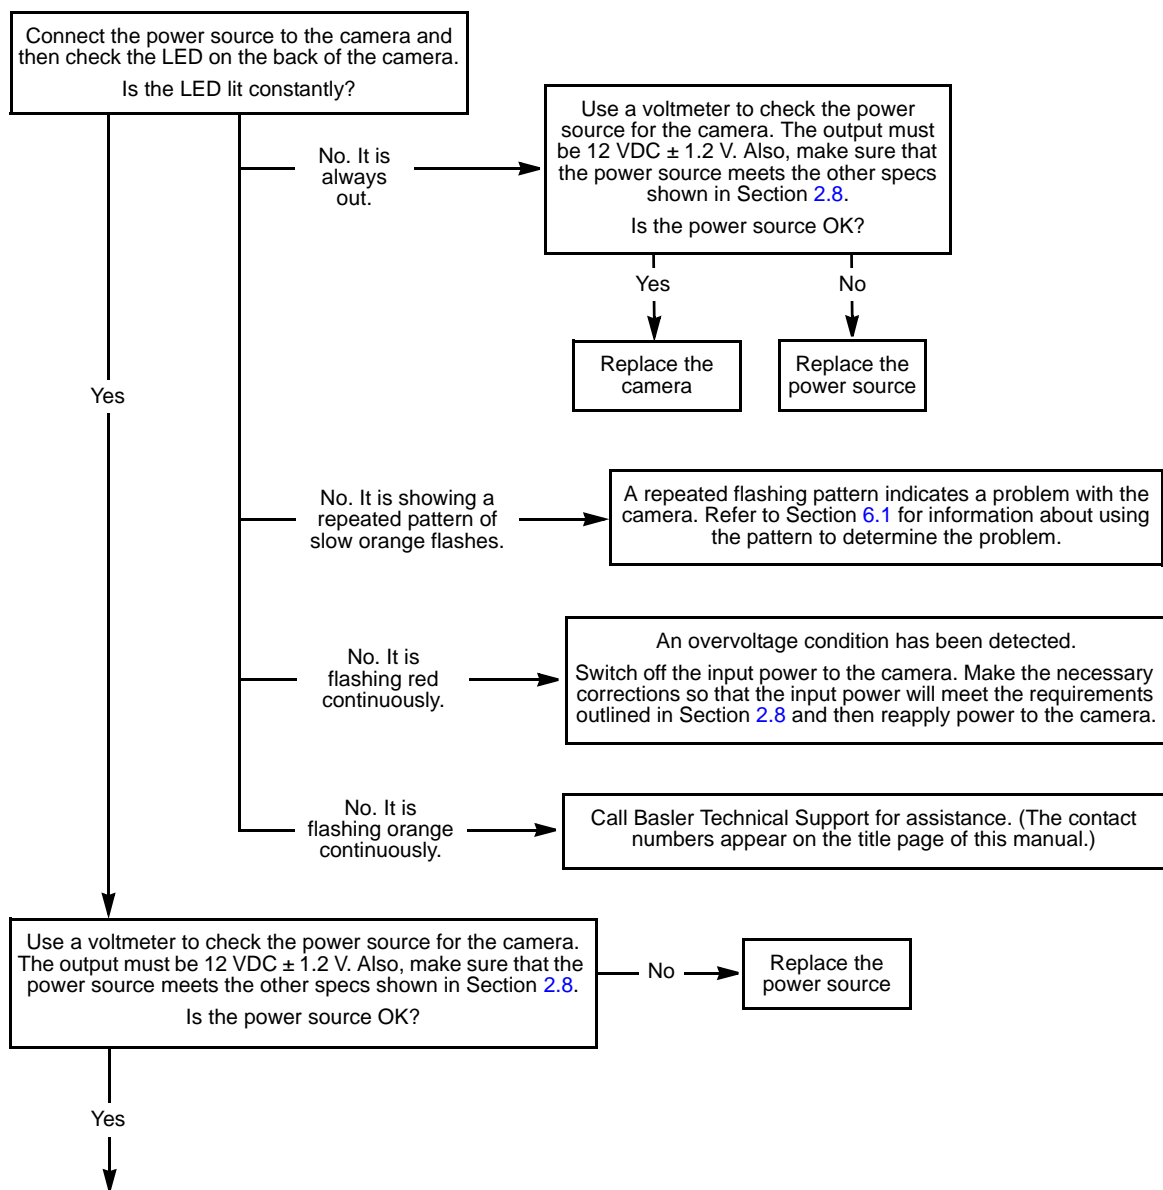 Connect the power source to the camera and
then check the LED on the back of the camera.
Is the LED lit constantly?
No. It is
always
out.
Use a voltmeter to check the power
source for the camera. The output must
be 12 VDC ± 1.2 V. Also, make sure that
the power source meets the other specs
shown in Section 2.8.
Is the power source OK?
Yes
No
Replace the
camera
Replace the
power source
Yes
No. It is showing a
repeated pattern of
slow orange flashes.
A repeated flashing pattern indicates a problem with the
camera. Refer to Section 6.1 for information about using
the pattern to determine the problem.
No. It is
flashing red
continuously.
An overvoltage condition has been detected.
Switch off the input power to the camera. Make the necessary
corrections so that the input power will meet the requirements
outlined in Section 2.8 and then reapply power to the camera.
No. It is
flashing orange
continuously.
Call Basler Technical Support for assistance. (The contact
numbers appear on the title page of this manual.)
Use a voltmeter to check the power source for the camera.
The output must be 12 VDC ± 1.2 V. Also, make sure that the
power source meets the other specs shown in Section 2.8.
Is the power source OK?
No
Replace the
power source
Yes